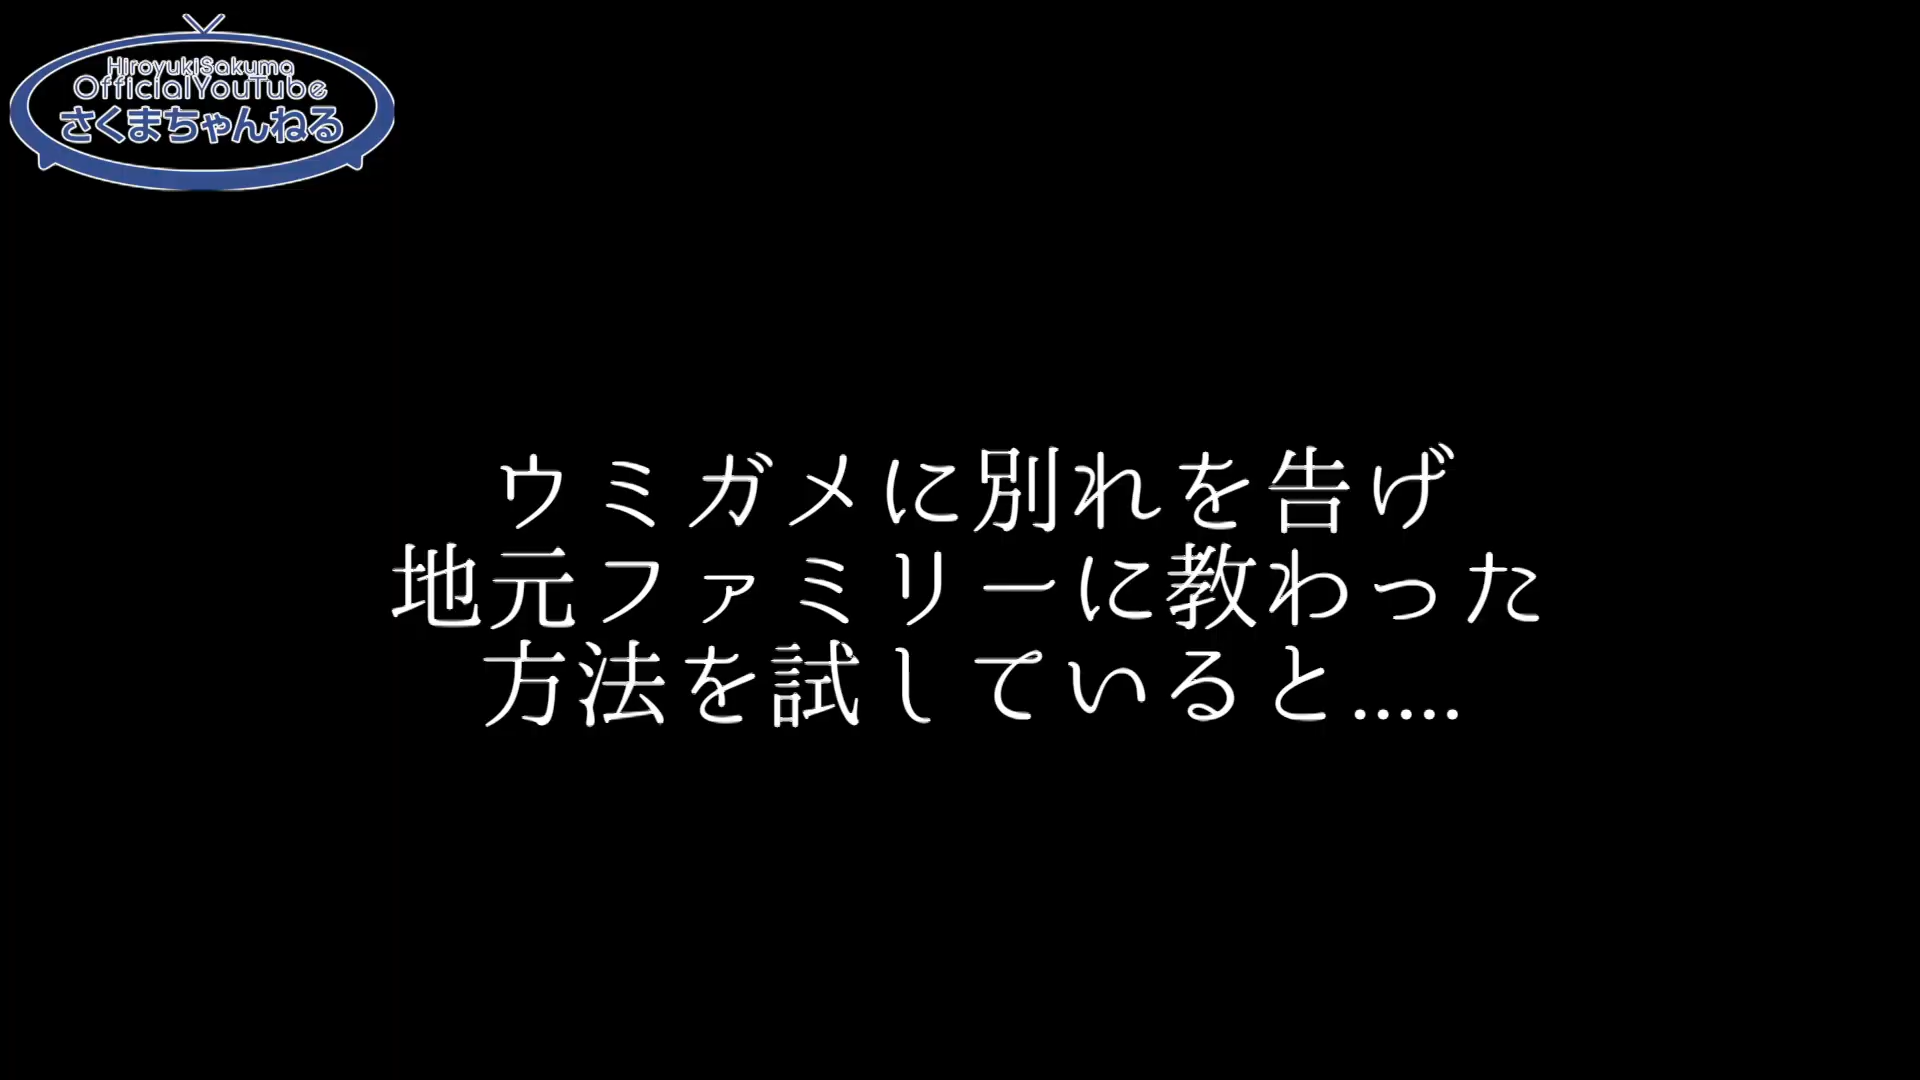 HiroyukiSakuma
OfficialYouTube
さくまちゃんねる
ウミガメに別れを告げ
地元ファミリーに教わった
方法を試していると.....